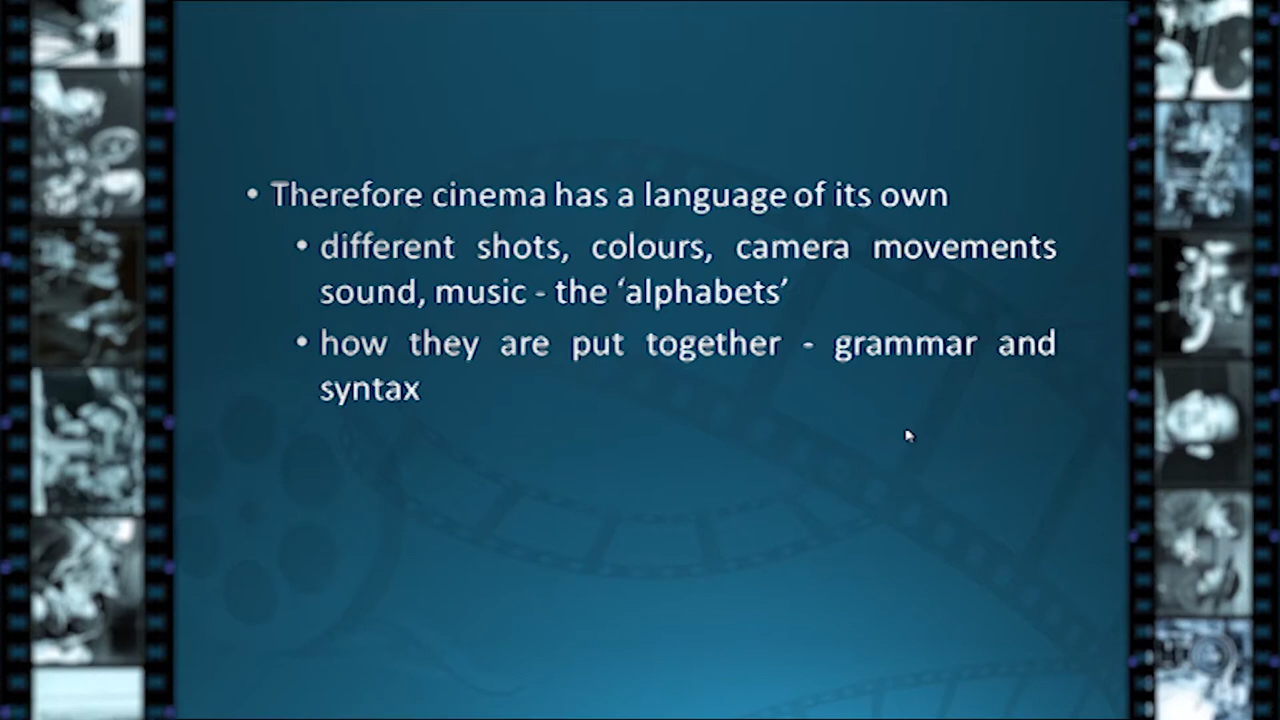 • Therefore cinema has a language of its own
• different shots, colours, camera movements
sound, music - the ‘alphabets’
• how they are put together - grammar and
syntax